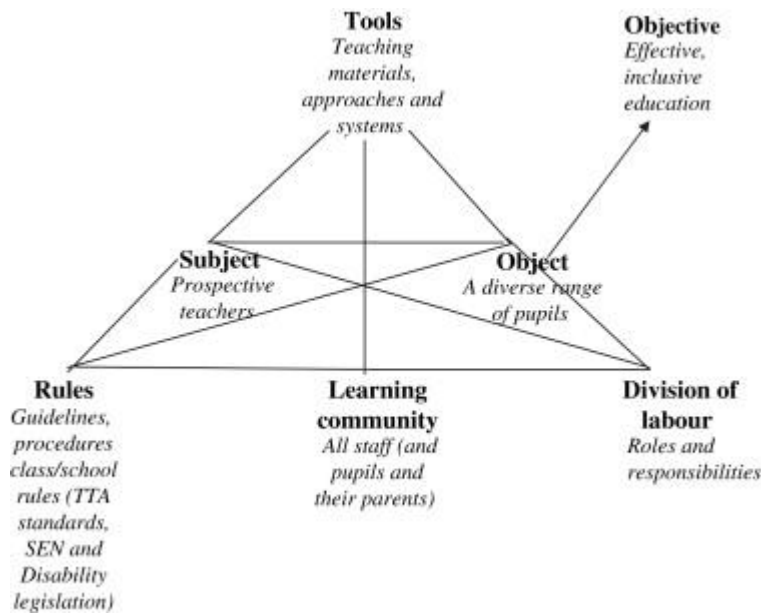 Tools
Teaching
materials,
approaches and
systems
Objective
Effective,
inclusive
education
Subject
Prospective
teachers
Object
A diverse range
of pupils
Rules
Guidelines,
procedures
class/school
rules (TTA
standards,
SEN and
Disability
legislation)
Learning
community
All staff (and
pupils and
their parents)
Division of
labour
Roles and
responsibilities